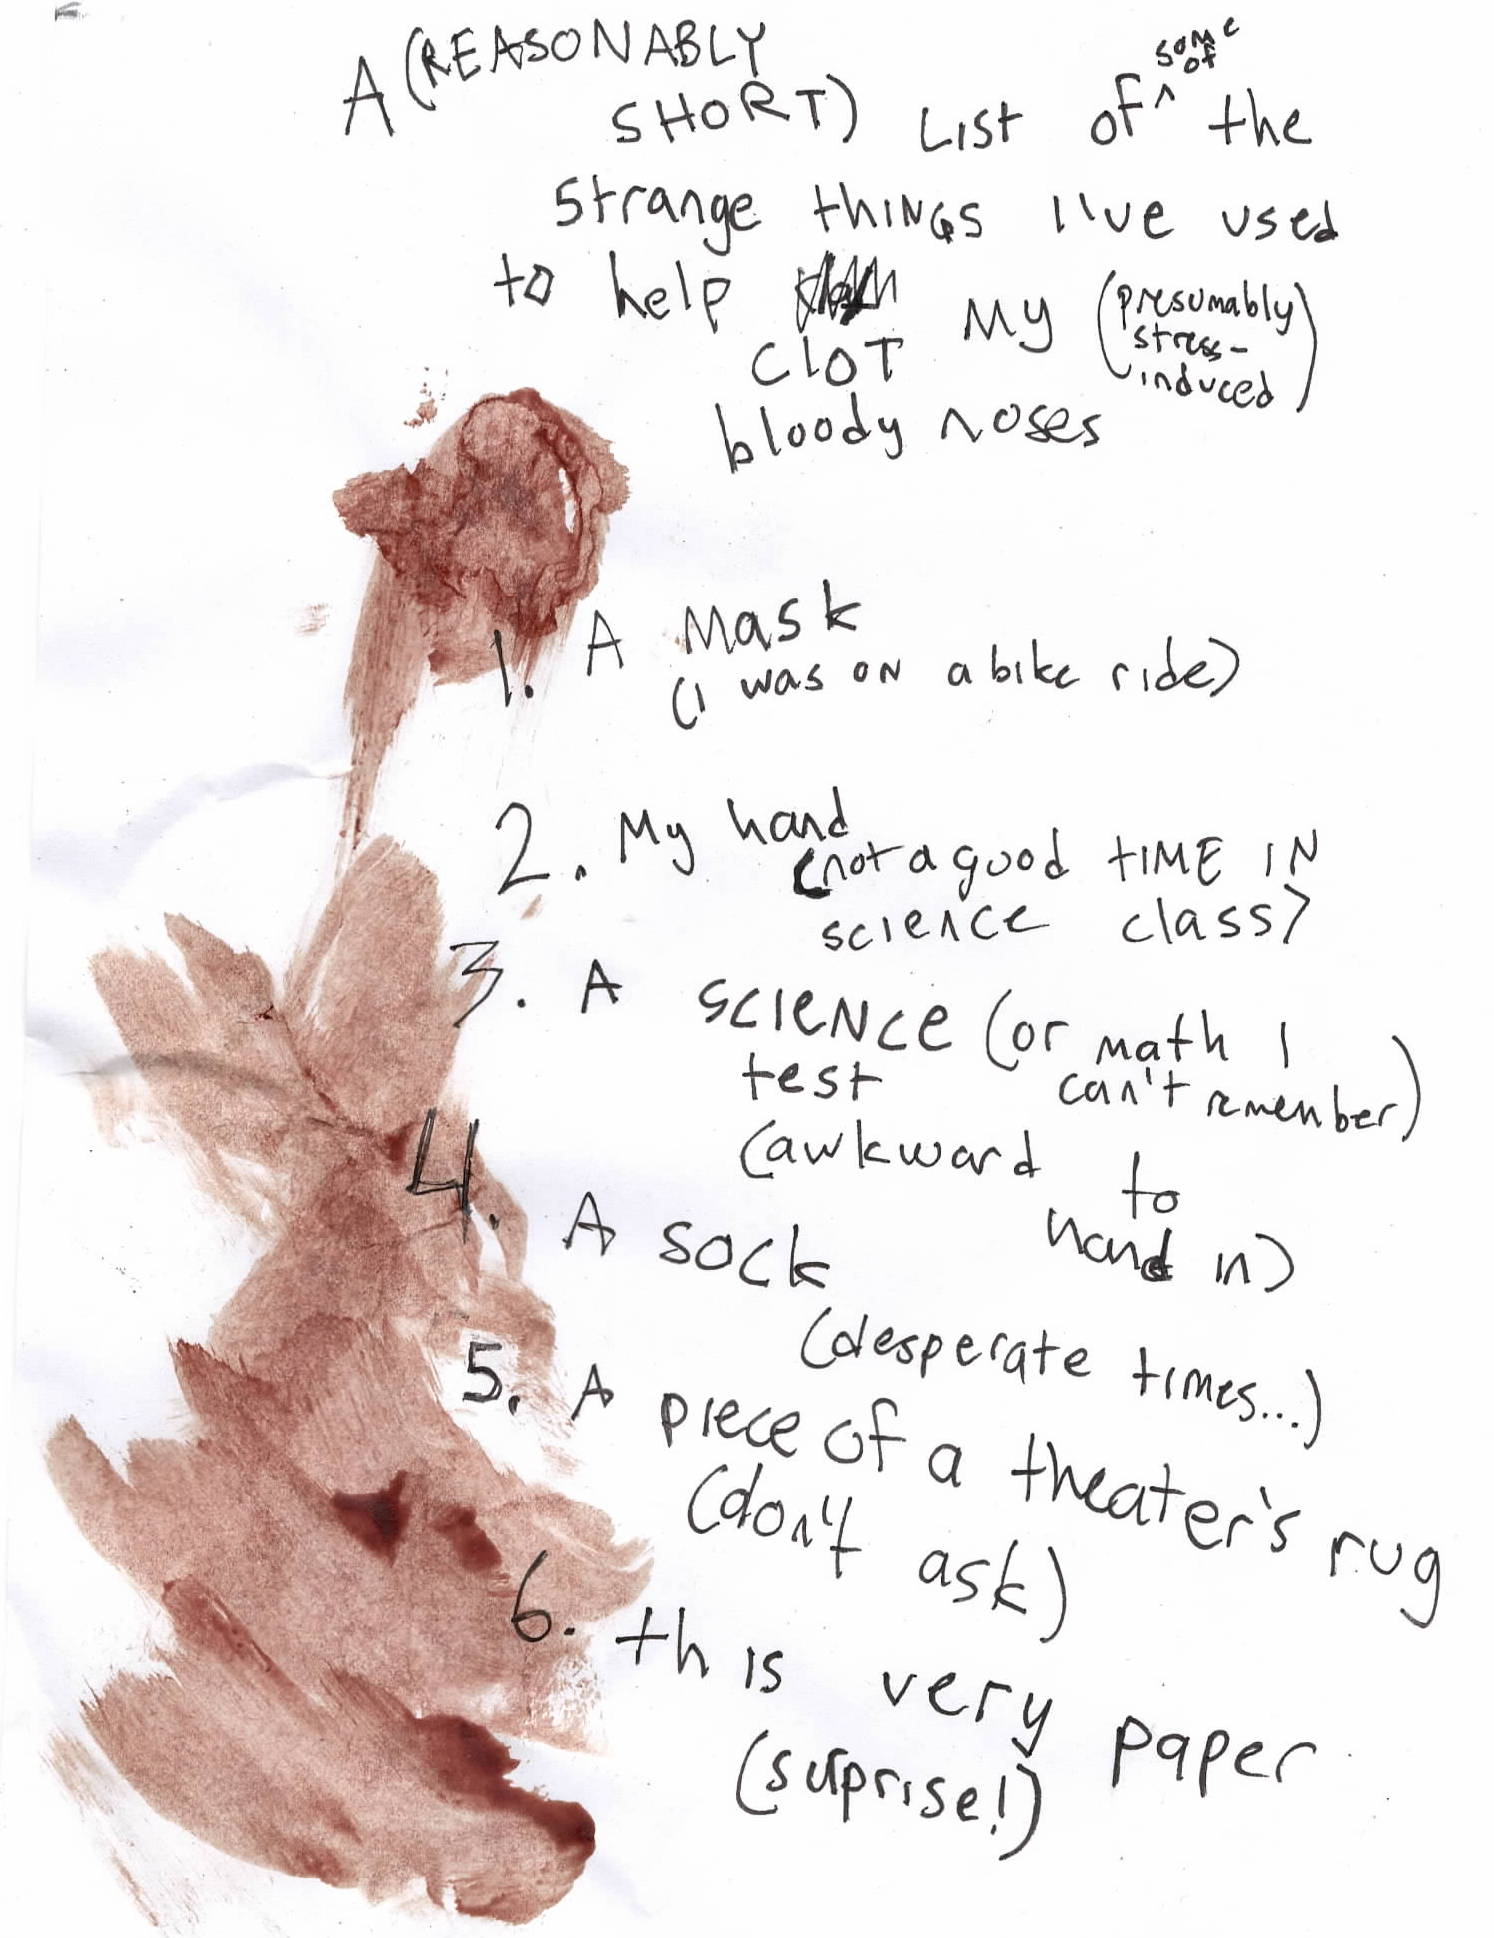 A (REASONABLY
SHORT) LIST of ^ some of the
strange thINGS I've used
to help
CLOT MY (presumably
stress-
induced)
bloody noses
1. A Mask
(I was ON a bike ride)
2. My hand
(not a good TIME IN
science class)
3. A SCIENCE (or math I
test can't remember)
(awkward to
hand in)
4. A sock
(desperate times...)
5. A piece of a theater's rug
(don't ask)
6. this very paper
(surprise!)